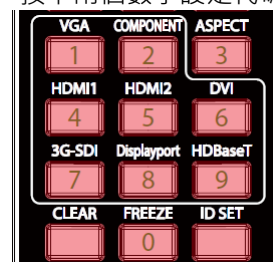 VGA COMPONENT ASPECT
1 2 3
HDMI1 HDMI2 DVI
4 5 6
3G-SDI Displayport HDBaseT
7 8 9
CLEAR FREEZE ID SET
0